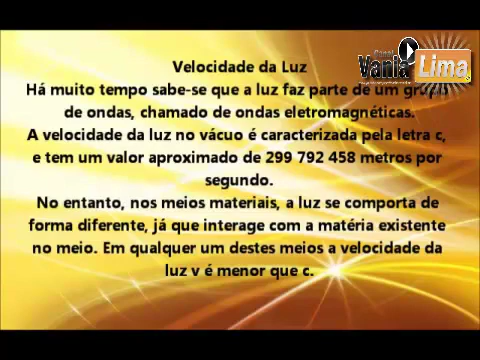 Canal
Vania Lima
Velocidade da Luz
Há muito tempo sabe-se que a luz faz parte de um grupo
de ondas, chamado de ondas eletromagnéticas.
A velocidade da luz no vácuo é caracterizada pela letra c,
e tem um valor aproximado de 299 792 458 metros por
segundo.
No entanto, nos meios materiais, a luz se comporta de
forma diferente, já que interage com a matéria existente
no meio. Em qualquer um destes meios a velocidade da
luz v é menor que c.